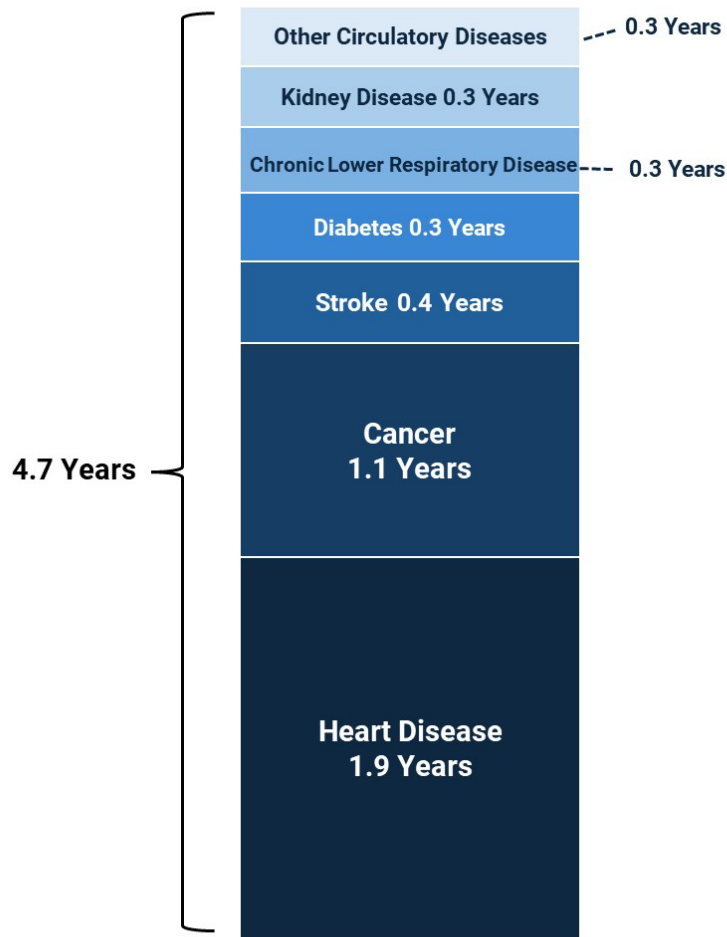 Other Circulatory Diseases
0.3 Years
Kidney Disease 0.3 Years
Chronic Lower Respiratory Disease
0.3 Years
Diabetes 0.3 Years
Stroke 0.4 Years
Cancer
1.1 Years
4.7 Years
Heart Disease
1.9 Years